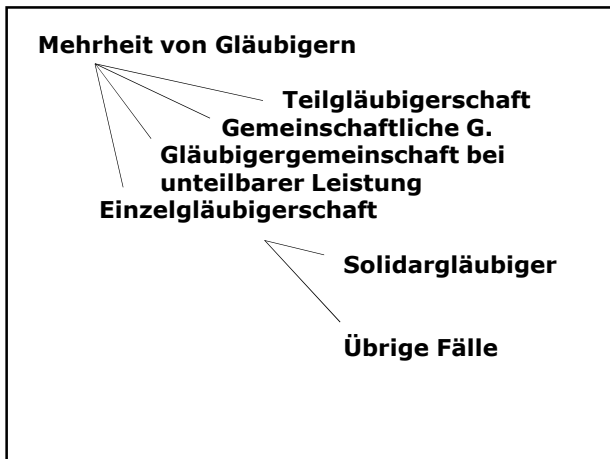 Mehrheit von Gläubigern
Teilgläubigerschaft
Gemeinschaftliche G.
Gläubigergemeinschaft bei
unteilbarer Leistung
Einzelgläubigerschaft
Solidargläubiger
Übrige Fälle